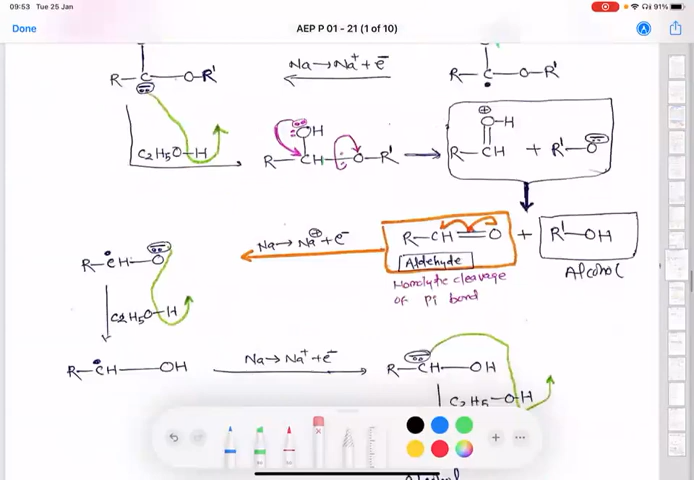 09:53 Tue 25 Jan
91%
Done
AEP P 01 - 21 (1 of 10)
R—C—O—R'
Na→Na⁺+e⁻
R—C—O—R'
C₂H₅O—H
OH
R—CH—O—R'
⊕
O—H
R—CH + R'—O
R—ĊH—O
Na→Na⊕+e⁻
R—CH=O + R'—OH
Aldehyde
Alcohol
Homolytic cleavage
of Pi bond
C₂H₅O—H
R—ĊH—OH
Na→Na⁺+e⁻
R—CH—OH
C₂H₅—OH